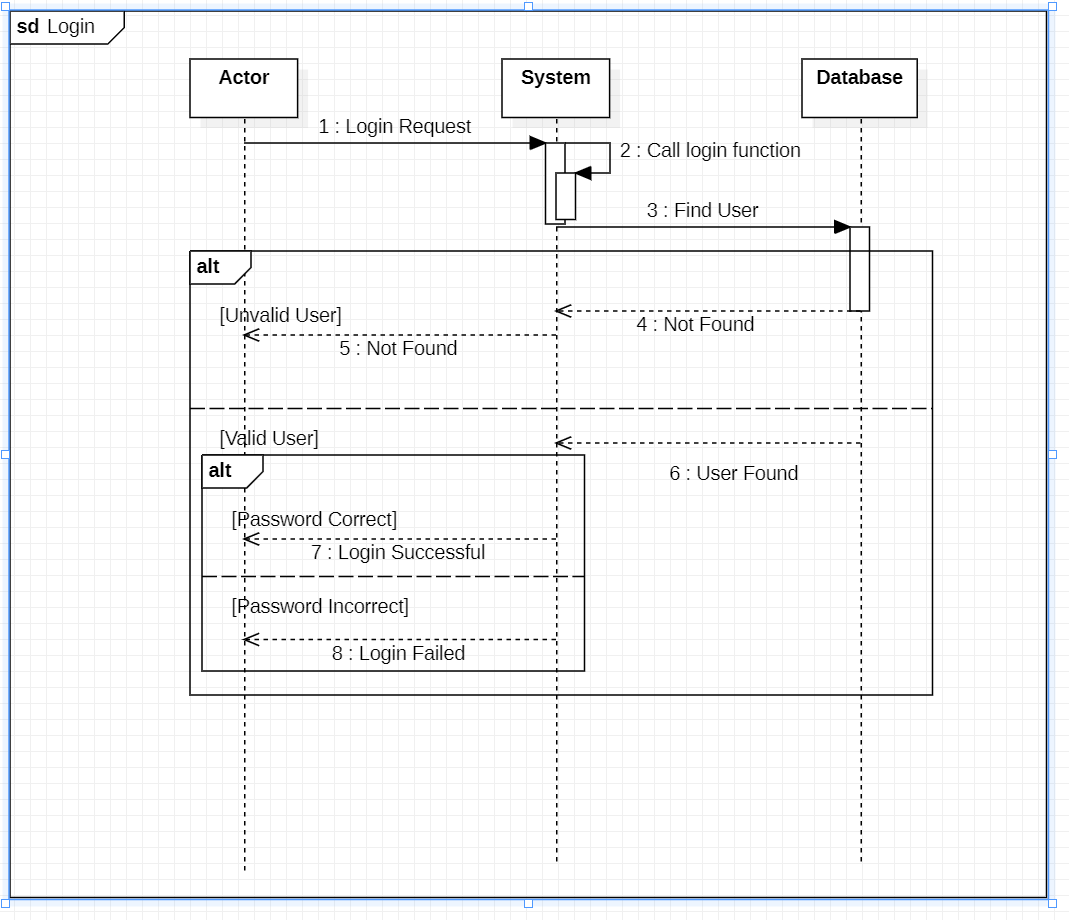 sd Login
Actor
System
Database
1 : Login Request
2 : Call login function
3 : Find User
alt
[Unvalid User]
4 : Not Found
5 : Not Found
[Valid User]
6 : User Found
alt
[Password Correct]
7 : Login Successful
[Password Incorrect]
8 : Login Failed